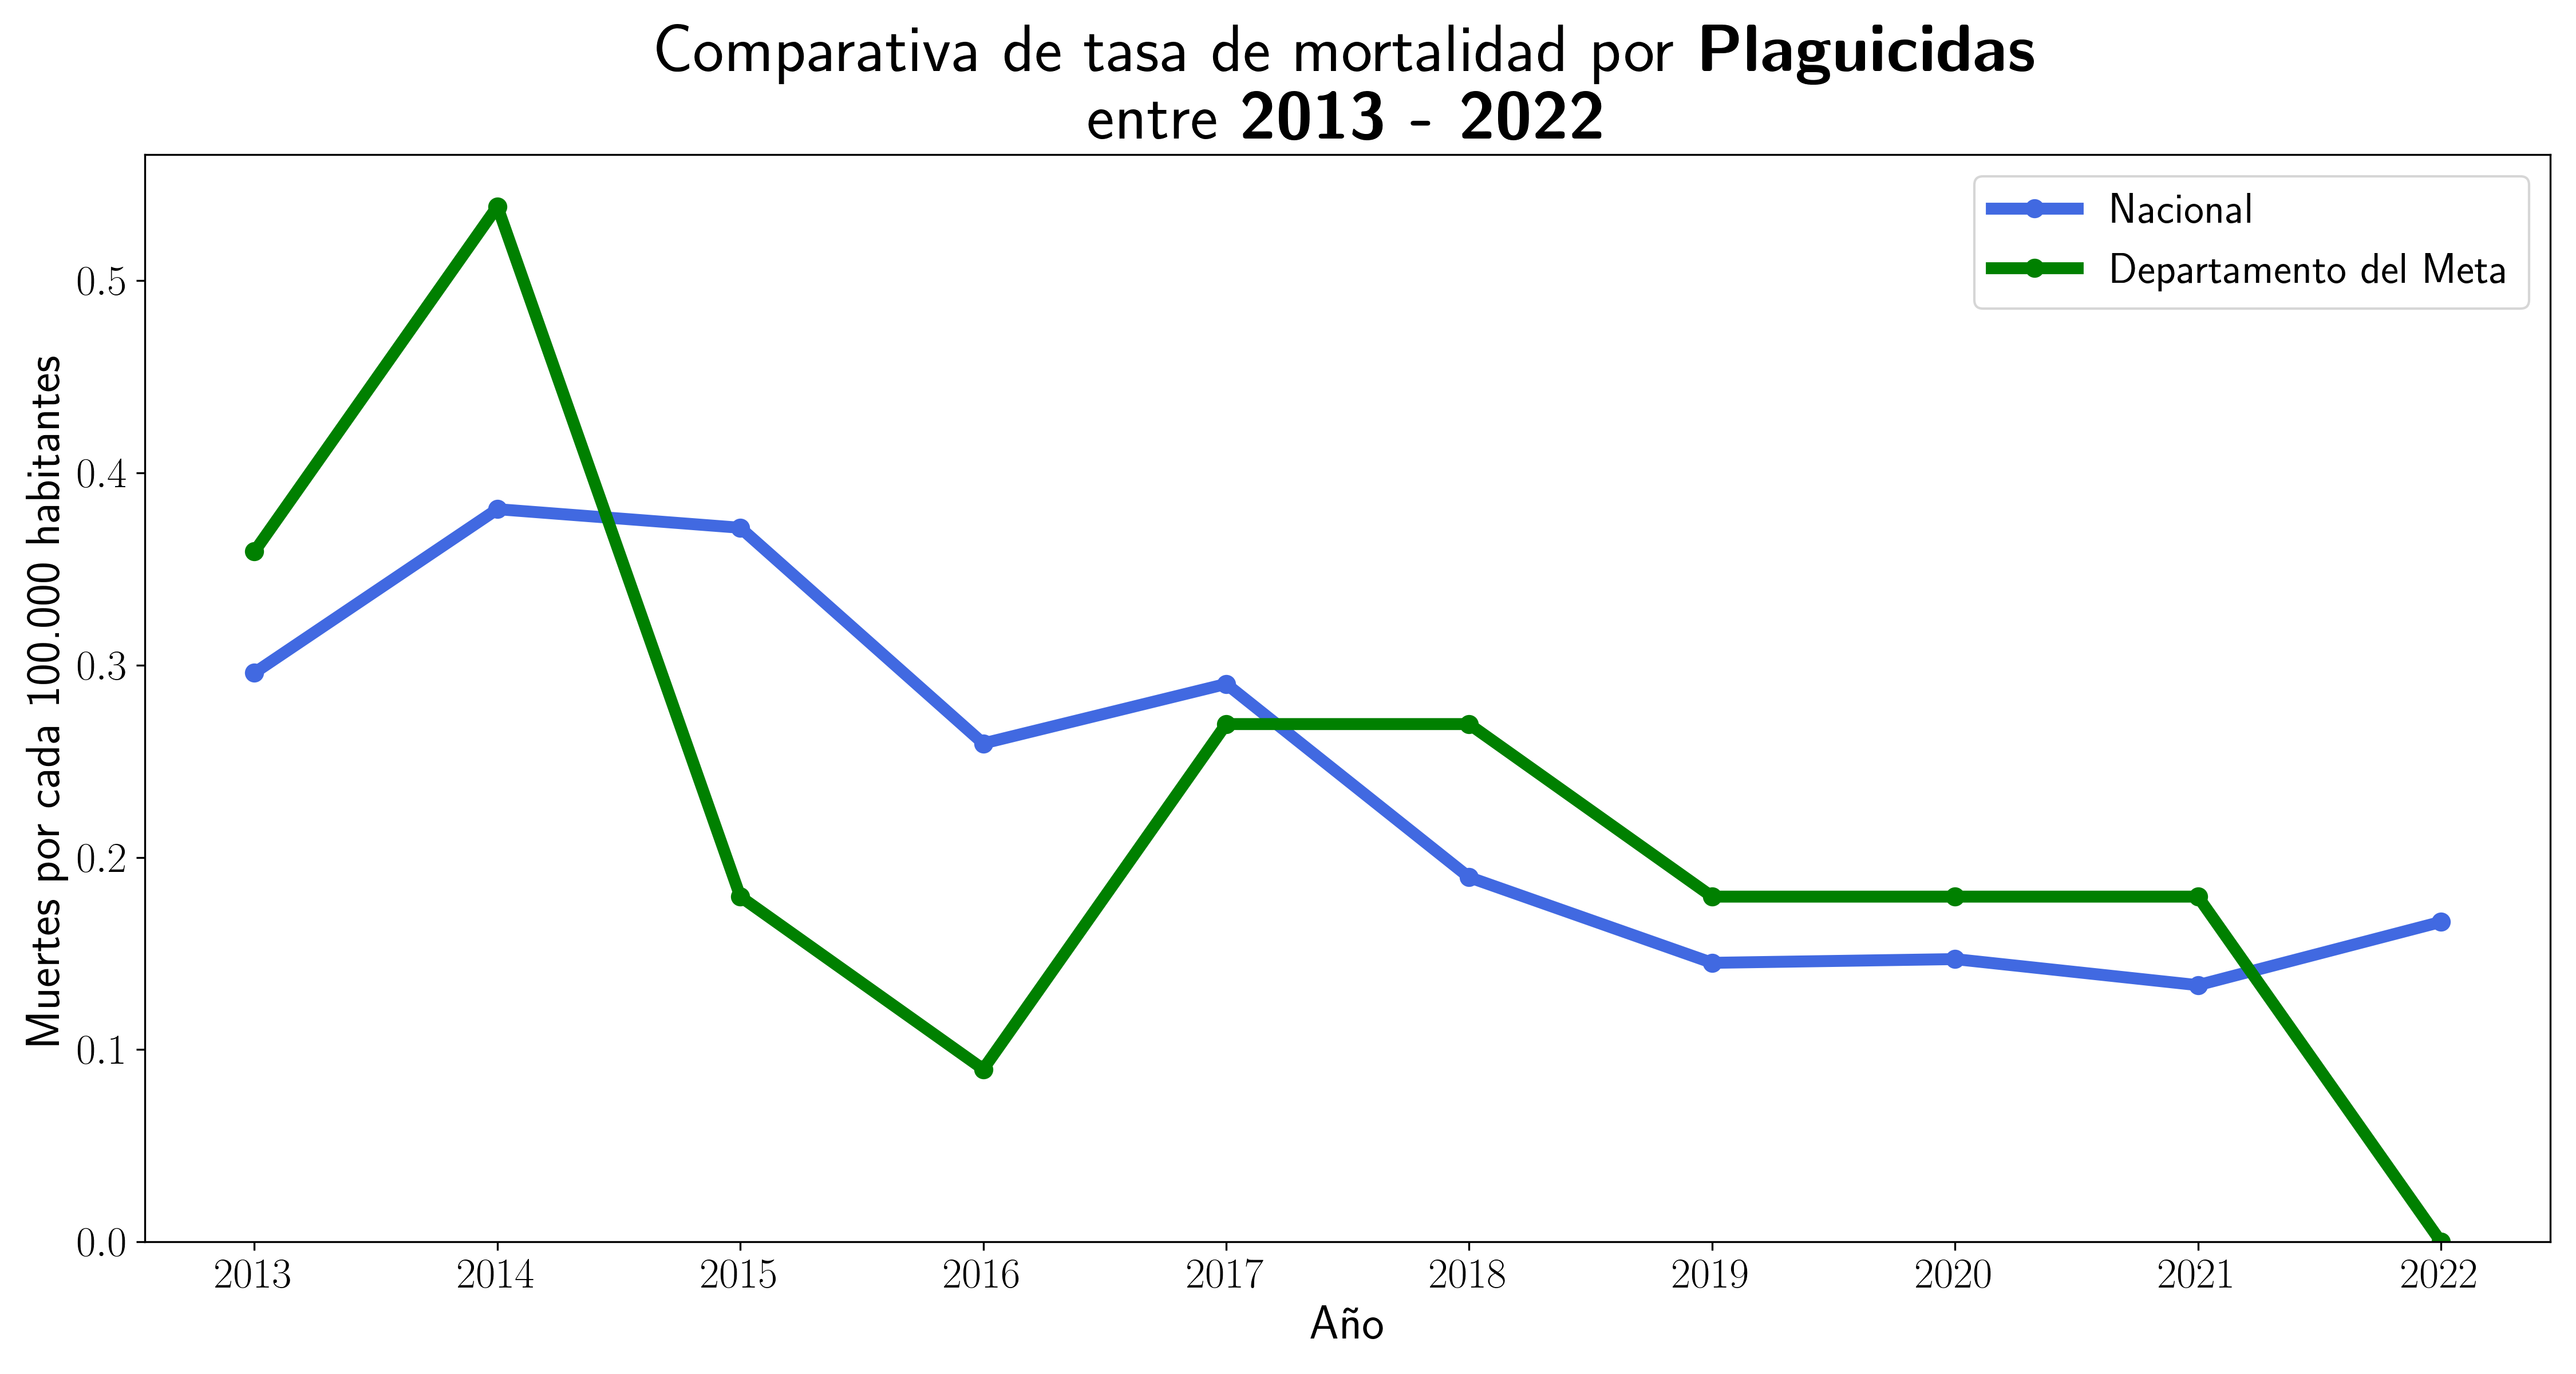 Comparativa de tasa de mortalidad por Plaguicidas
entre 2013 - 2022
Nacional
Departamento del Meta
Muertes por cada 100.000 habitantes
0.5
0.4
0.3
0.2
0.1
0.0
2013 2014 2015 2016 2017 2018 2019 2020 2021 2022
Año